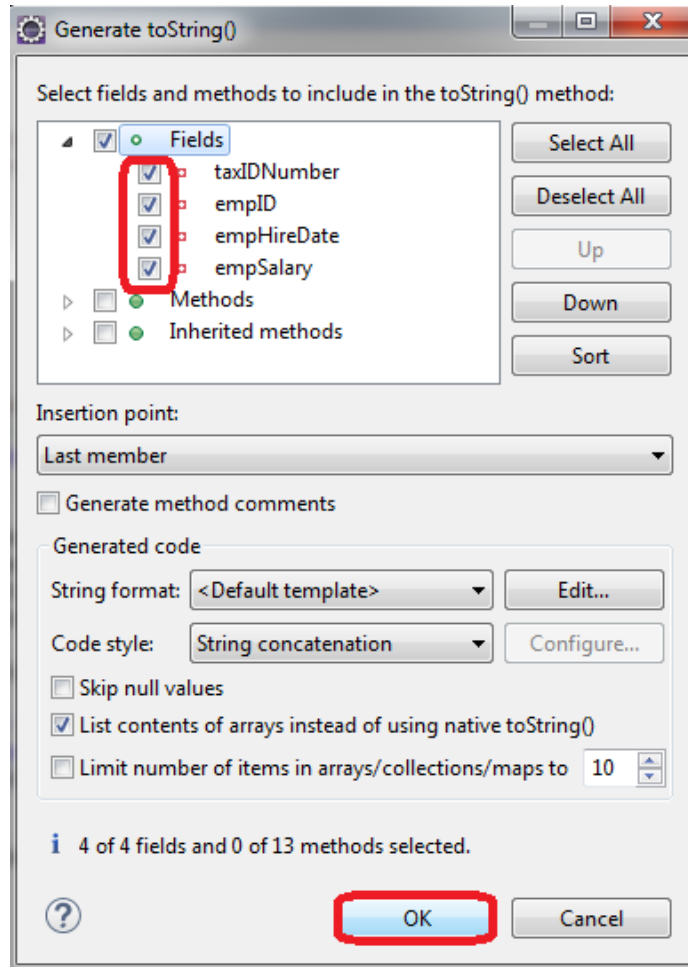 Generate toString()
Select fields and methods to include in the toString() method:
Fields
taxIDNumber
empID
empHireDate
empSalary
Methods
Inherited methods
Select All
Deselect All
Up
Down
Sort
Insertion point:
Last member
Generate method comments
Generated code
String format: <Default template> Edit...
Code style: String concatenation Configure...
Skip null values
List contents of arrays instead of using native toString()
Limit number of items in arrays/collections/maps to 10
i 4 of 4 fields and 0 of 13 methods selected.
? OK Cancel